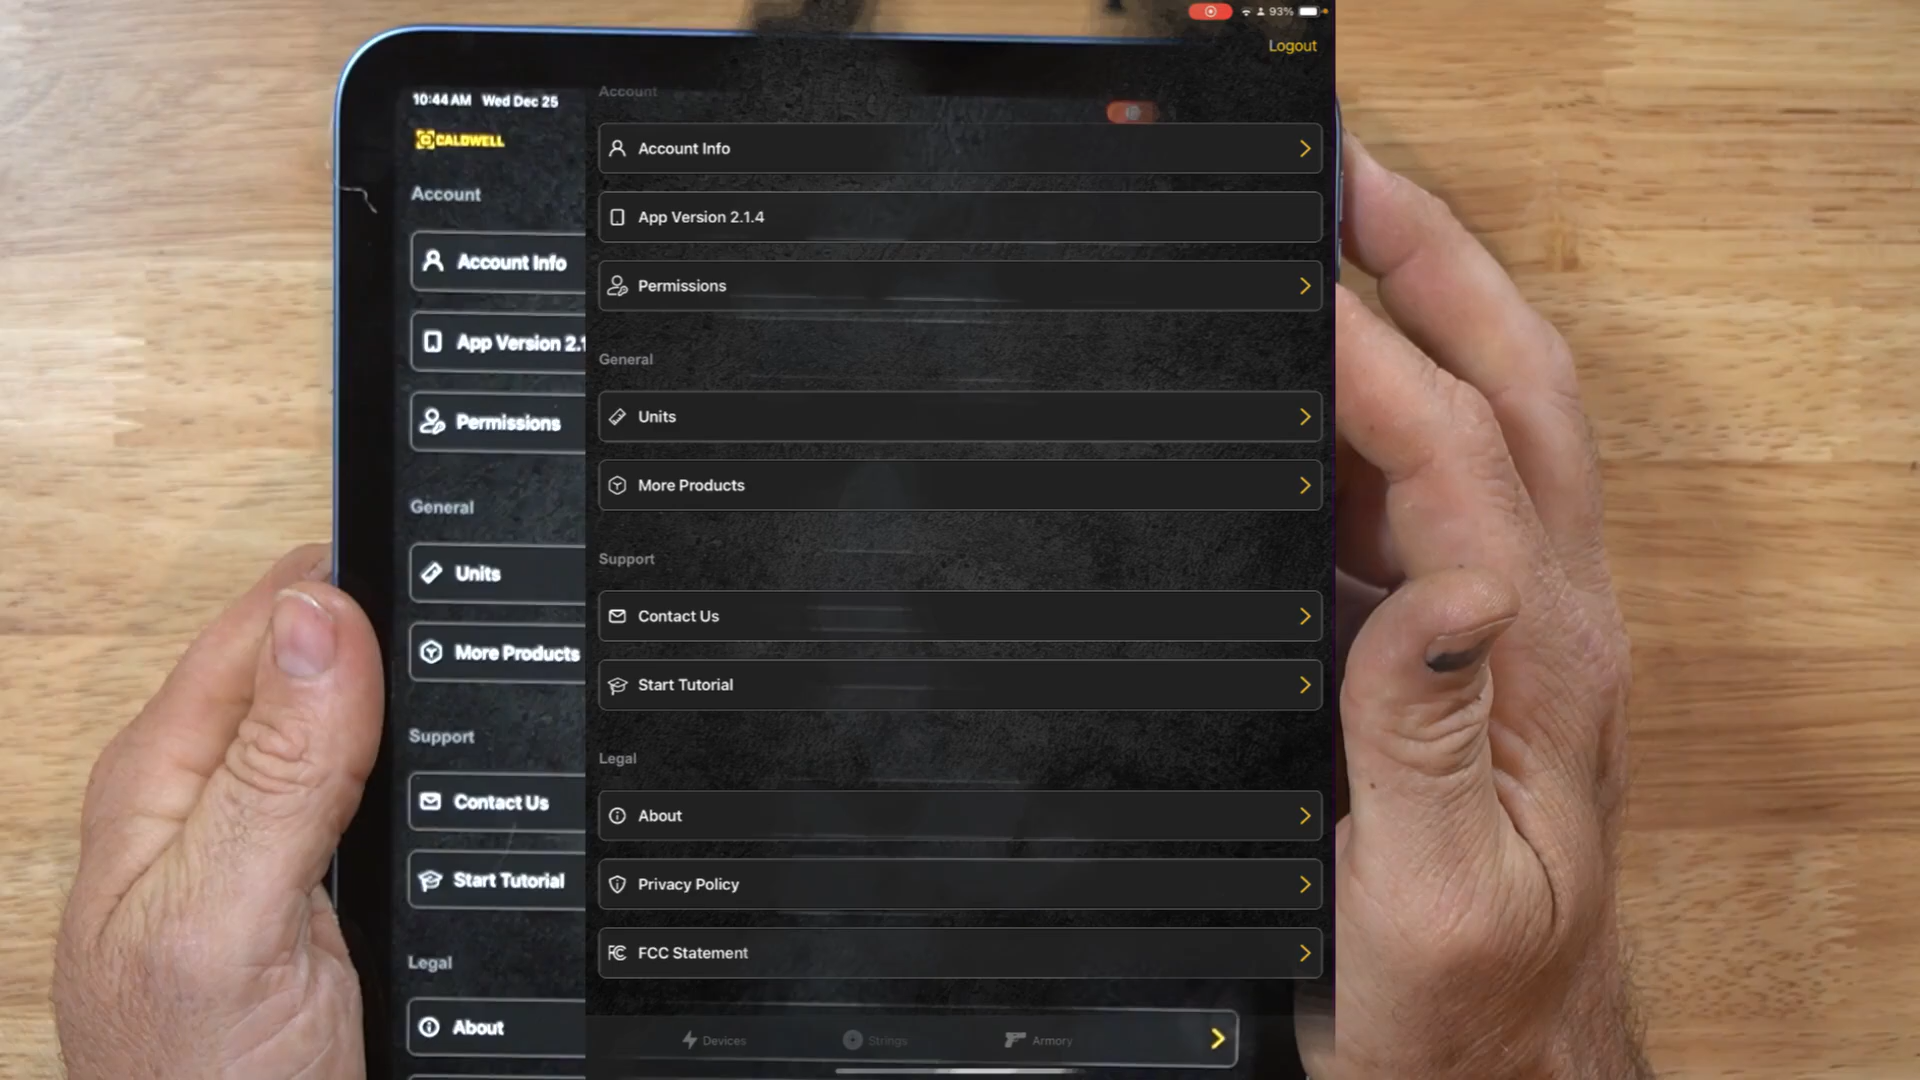 93%
Logout
10:44 AM Wed Dec 25
CALDWELL
Account
Account Info
App Version 2.1
Permissions
General
Units
More Products
Support
Contact Us
Start Tutorial
Legal
About
Account
Account Info
App Version 2.1.4
Permissions
General
Units
More Products
Support
Contact Us
Start Tutorial
Legal
About
Privacy Policy
FC FCC Statement
Devices
Strings
Armory